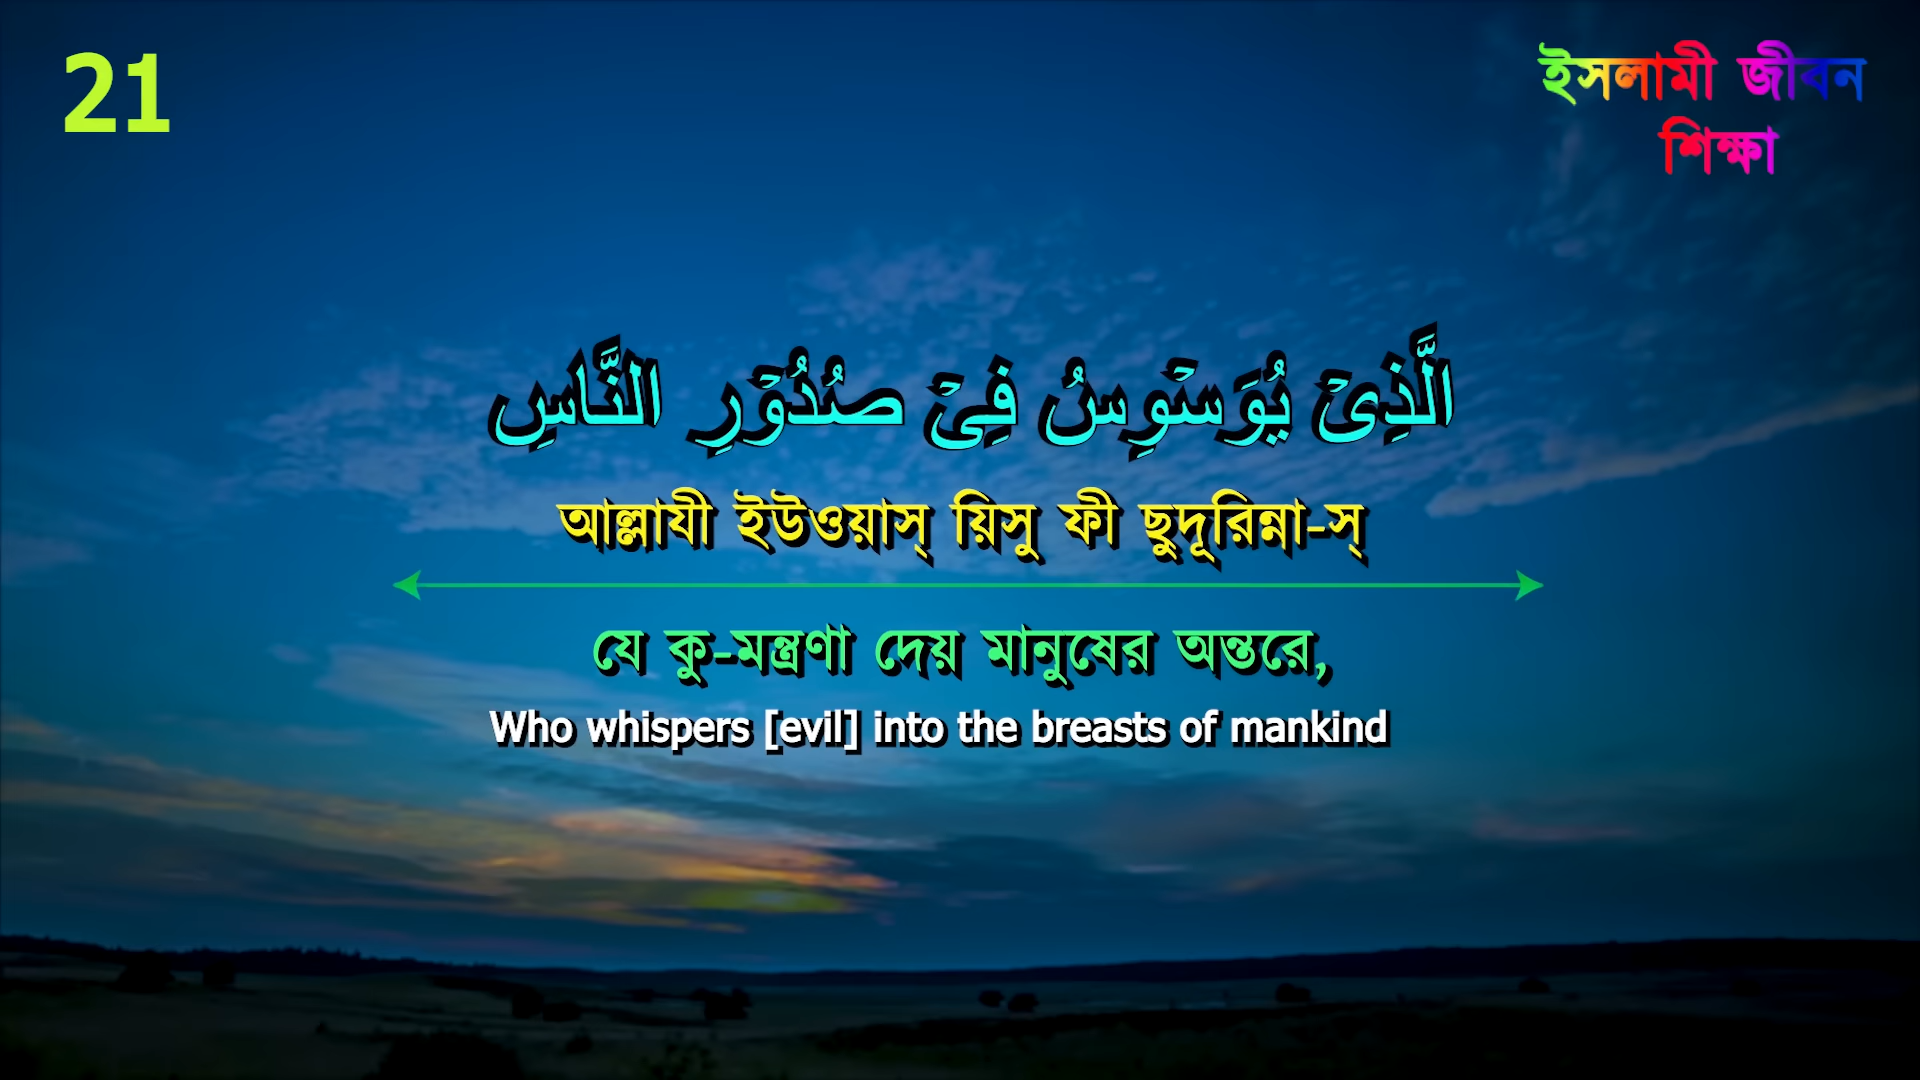 21
ইসলামী জীবন
শিক্ষা
الَّذِىۡ يُوَسۡوِسُ فِىۡ صُدُوۡرِ النَّاسِ
আল্লাযী ইউওয়াস্ য়িসু ফী ছুদূরিন্না-স্
যে কু-মন্ত্রণা দেয় মানুষের অন্তরে,
Who whispers [evil] into the breasts of mankind